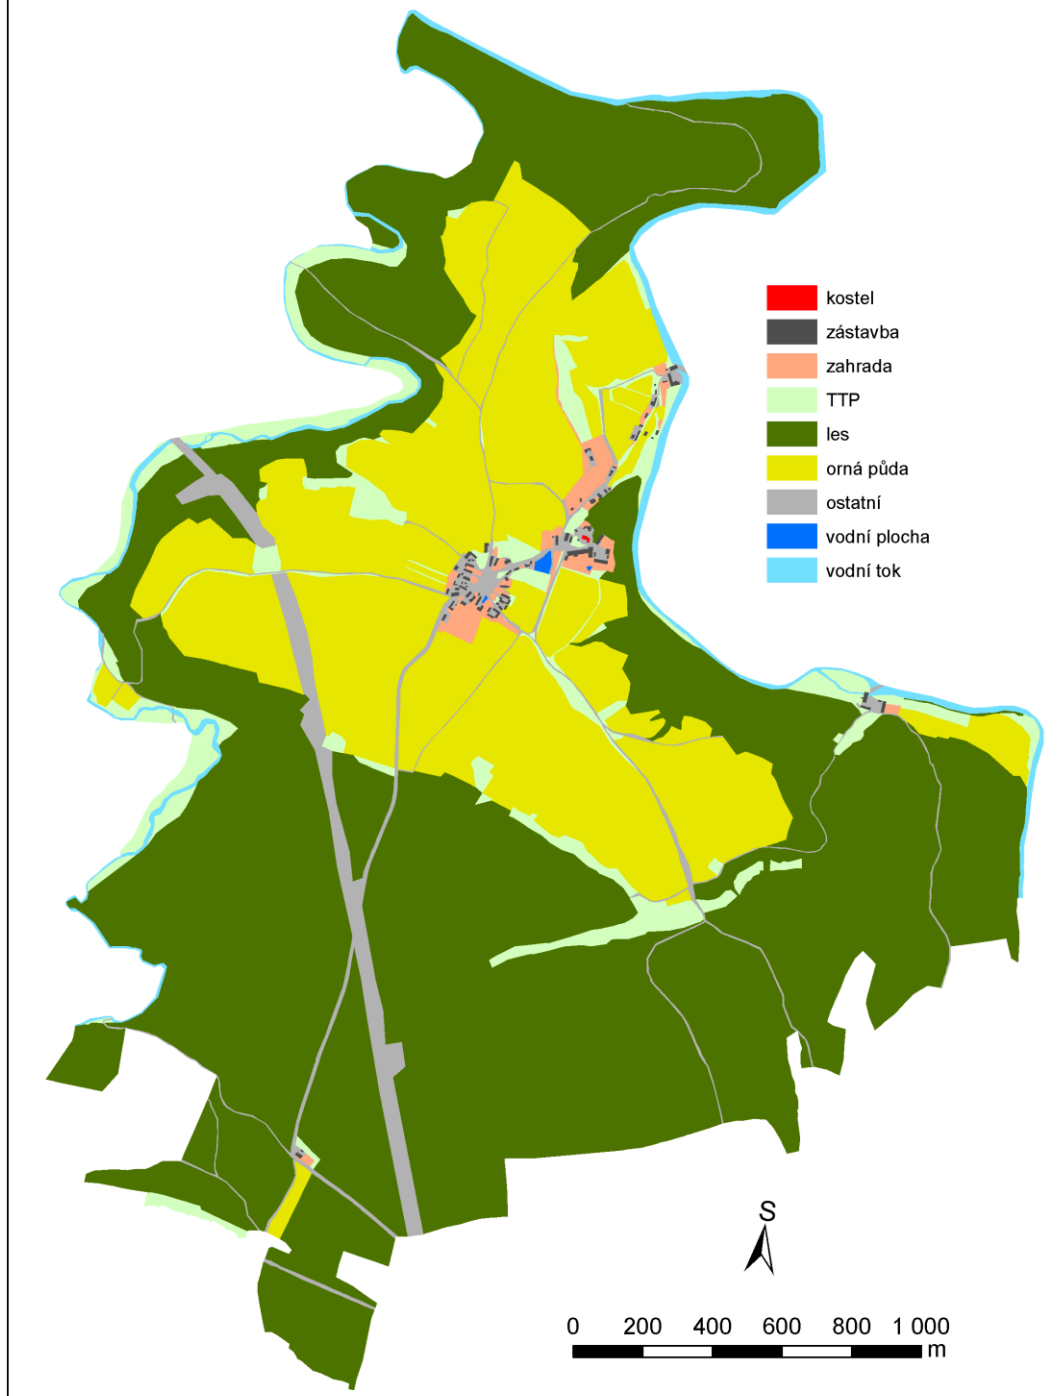 kostel
zástavba
zahrada
TTP
les
orná půda
ostatní
vodní plocha
vodní tok
S
0 200 400 600 800 1 000
m